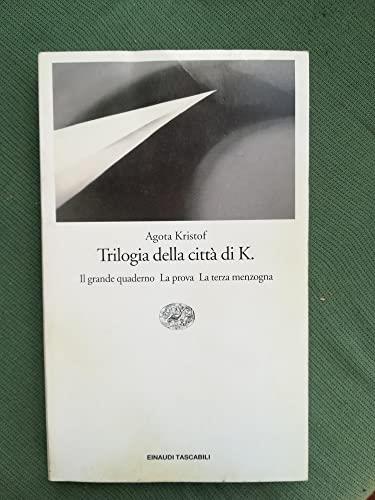 Agota Kristof
Trilogia della città di K.
Il grande quaderno La prova La terza menzogna
EINAUDI TASCABILI